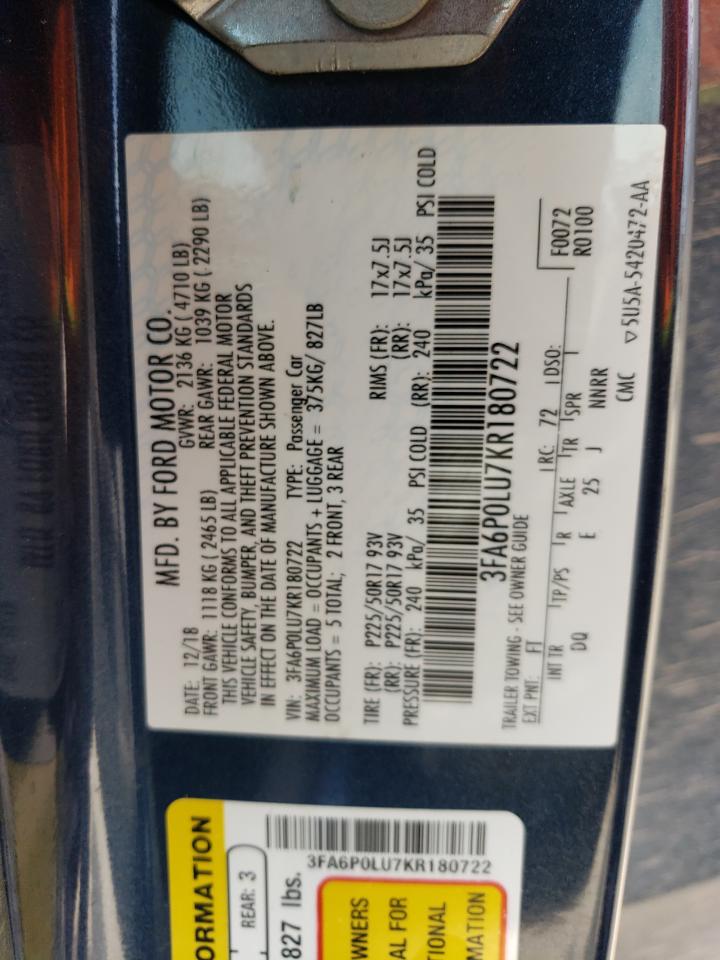 MFD. BY FORD MOTOR CO.
DATE: 12/18 GVWR: 2136 KG ( 4710 LB)
FRONT GAWR: 1118 KG ( 2465 LB) REAR GAWR: 1039 KG ( 2290 LB)
THIS VEHICLE CONFORMS TO ALL APPLICABLE FEDERAL MOTOR
VEHICLE SAFETY, BUMPER, AND THEFT PREVENTION STANDARDS
IN EFFECT ON THE DATE OF MANUFACTURE SHOWN ABOVE.
VIN: 3FA6P0LU7KR180722 TYPE: Passenger Car
MAXIMUM LOAD = OCCUPANTS + LUGGAGE = 375KG/ 827LB
OCCUPANTS = 5 TOTAL; 2 FRONT, 3 REAR
TIRE (FR): P225/50R17 93V RIMS (FR): 17x7.5J
(RR): P225/50R17 93V (RR): 17x7.5J
PRESSURE (FR): 240 kPa/ 35 PSI COLD (RR): 240 kPa/ 35 PSI COLD
3FA6P0LU7KR180722
TRAILER TOWING - SEE OWNER GUIDE
EXT PNT: FT RC: 72 DSO: F0072
R0100
INT TR TP/PS R AXLE TR SPR
DQ E 25 J NNRR
CMC ▽5U5A-5420472-AA
ORMATION
REAR: 3
827 lbs.
3FA6P0LU7KR180722
WNERS
AL FOR
TIONAL
MATION